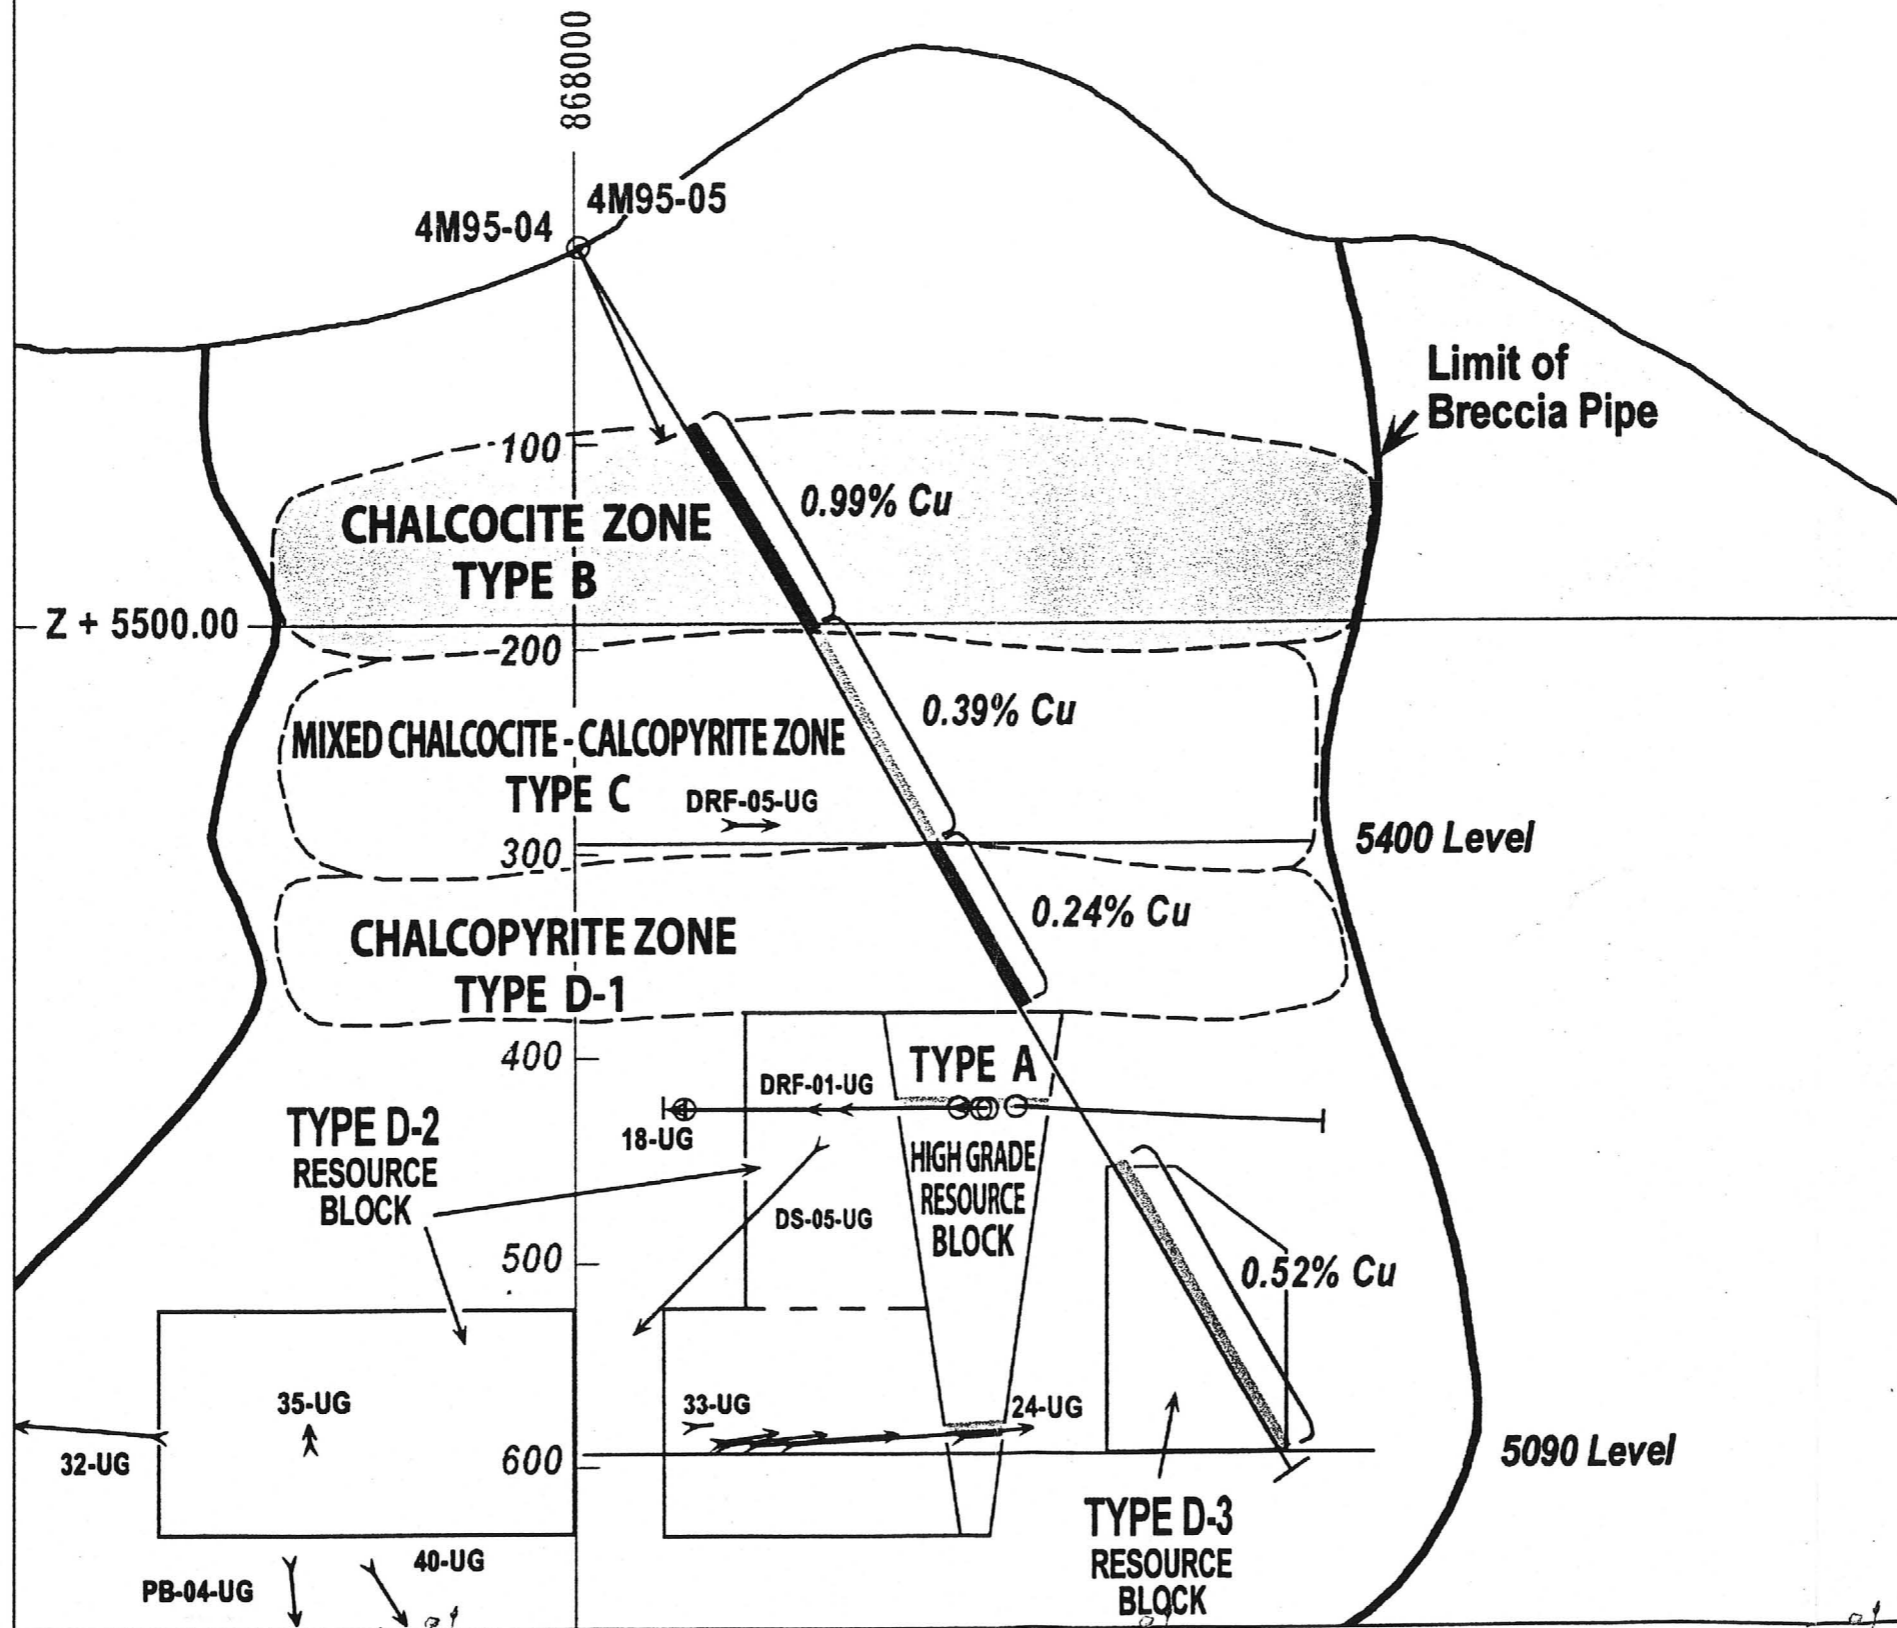 868000
4M95-05
4M95-04
Limit of
Breccia Pipe
100
0.99% Cu
CHALCOCITE ZONE
TYPE B
Z + 5500.00
200
0.39% Cu
MIXED CHALCOCITE - CALCOPYRITE ZONE
TYPE C
DRF-05-UG
300
5400 Level
0.24% Cu
CHALCOPYRITE ZONE
TYPE D-1
400
TYPE A
DRF-01-UG
18-UG
TYPE D-2
RESOURCE
BLOCK
HIGH GRADE
RESOURCE
BLOCK
DS-05-UG
500
0.52% Cu
35-UG
33-UG
24-UG
32-UG
600
5090 Level
TYPE D-3
RESOURCE
BLOCK
40-UG
PB-04-UG